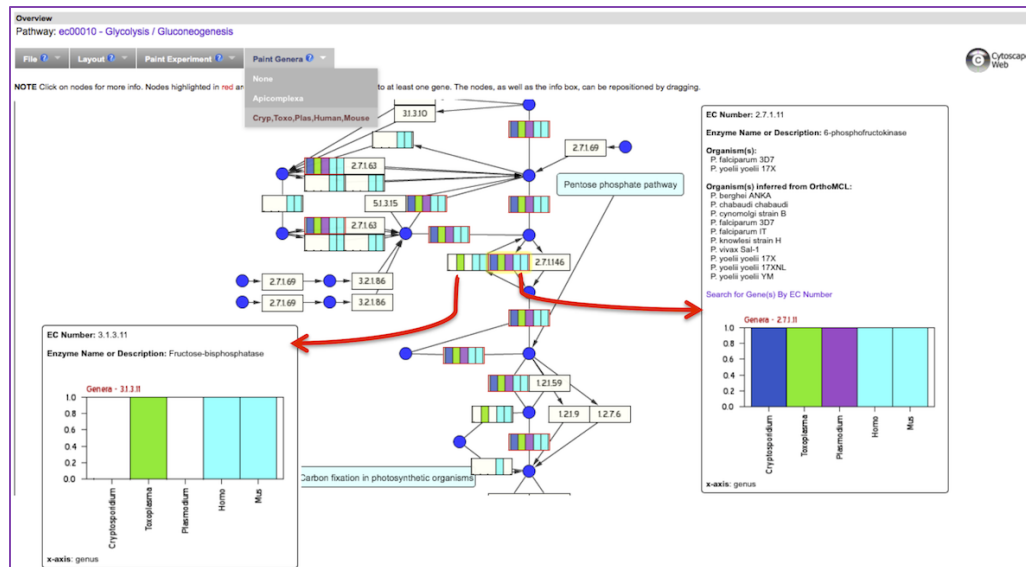 Overview
Pathway: ec00010 - Glycolysis / Gluconeogenesis
File ? Layout ? Paint Experiment ? Paint Genera ?
Cytoscape
Web
None
Apicomplexa
Cryp,Toxo,Plas,Human,Mouse
NOTE Click on nodes for more info. Nodes highlighted in red are to at least one gene. The nodes, as well as the info box, can be repositioned by dragging.
3.1.3.10
2.7.1.69
2.7.1.63
Pentose phosphate pathway
5.1.3.15
2.7.1.63
2.7.1.146
2.7.1.69
3.2.1.86
2.7.1.69
3.2.1.86
1.2.1.59
1.2.1.9
1.2.7.6
Carbon fixation in photosynthetic organisms
EC Number: 2.7.1.11
Enzyme Name or Description: 6-phosphofructokinase
Organism(s):
P. falciparum 3D7
P. yoelii yoelii 17X
Organism(s) inferred from OrthoMCL:
P. berghei ANKA
P. chabaudi chabaudi
P. cynomolgi strain B
P. falciparum 3D7
P. falciparum IT
P. knowlesi strain H
P. vivax Sal-1
P. yoelii yoelii 17X
P. yoelii yoelii 17XNL
P. yoelii yoelii YM
Search for Gene(s) By EC Number
Genera - 2.7.1.11
1.0
0.8
0.6
0.4
0.2
0.0
Cryptosporidium
Toxoplasma
Plasmodium
Homo
Mus
x-axis: genus
EC Number: 3.1.3.11
Enzyme Name or Description: Fructose-bisphosphatase
Genera - 3.1.3.11
1.0
0.8
0.6
0.4
0.2
0.0
Cryptosporidium
Toxoplasma
Plasmodium
Homo
Mus
x-axis: genus